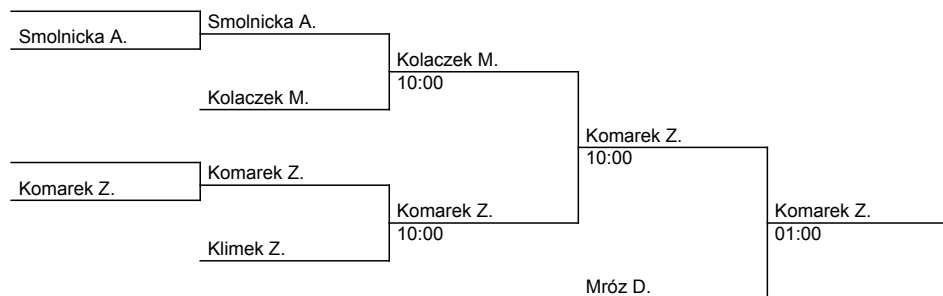 Smolnicka A.
Smolnicka A.
Kolaczek M.
10:00
Kolaczek M.
Komarek Z.
10:00
Komarek Z.
Komarek Z.
Komarek Z.
10:00
Komarek Z.
01:00
Klimek Z.
Mróz D.